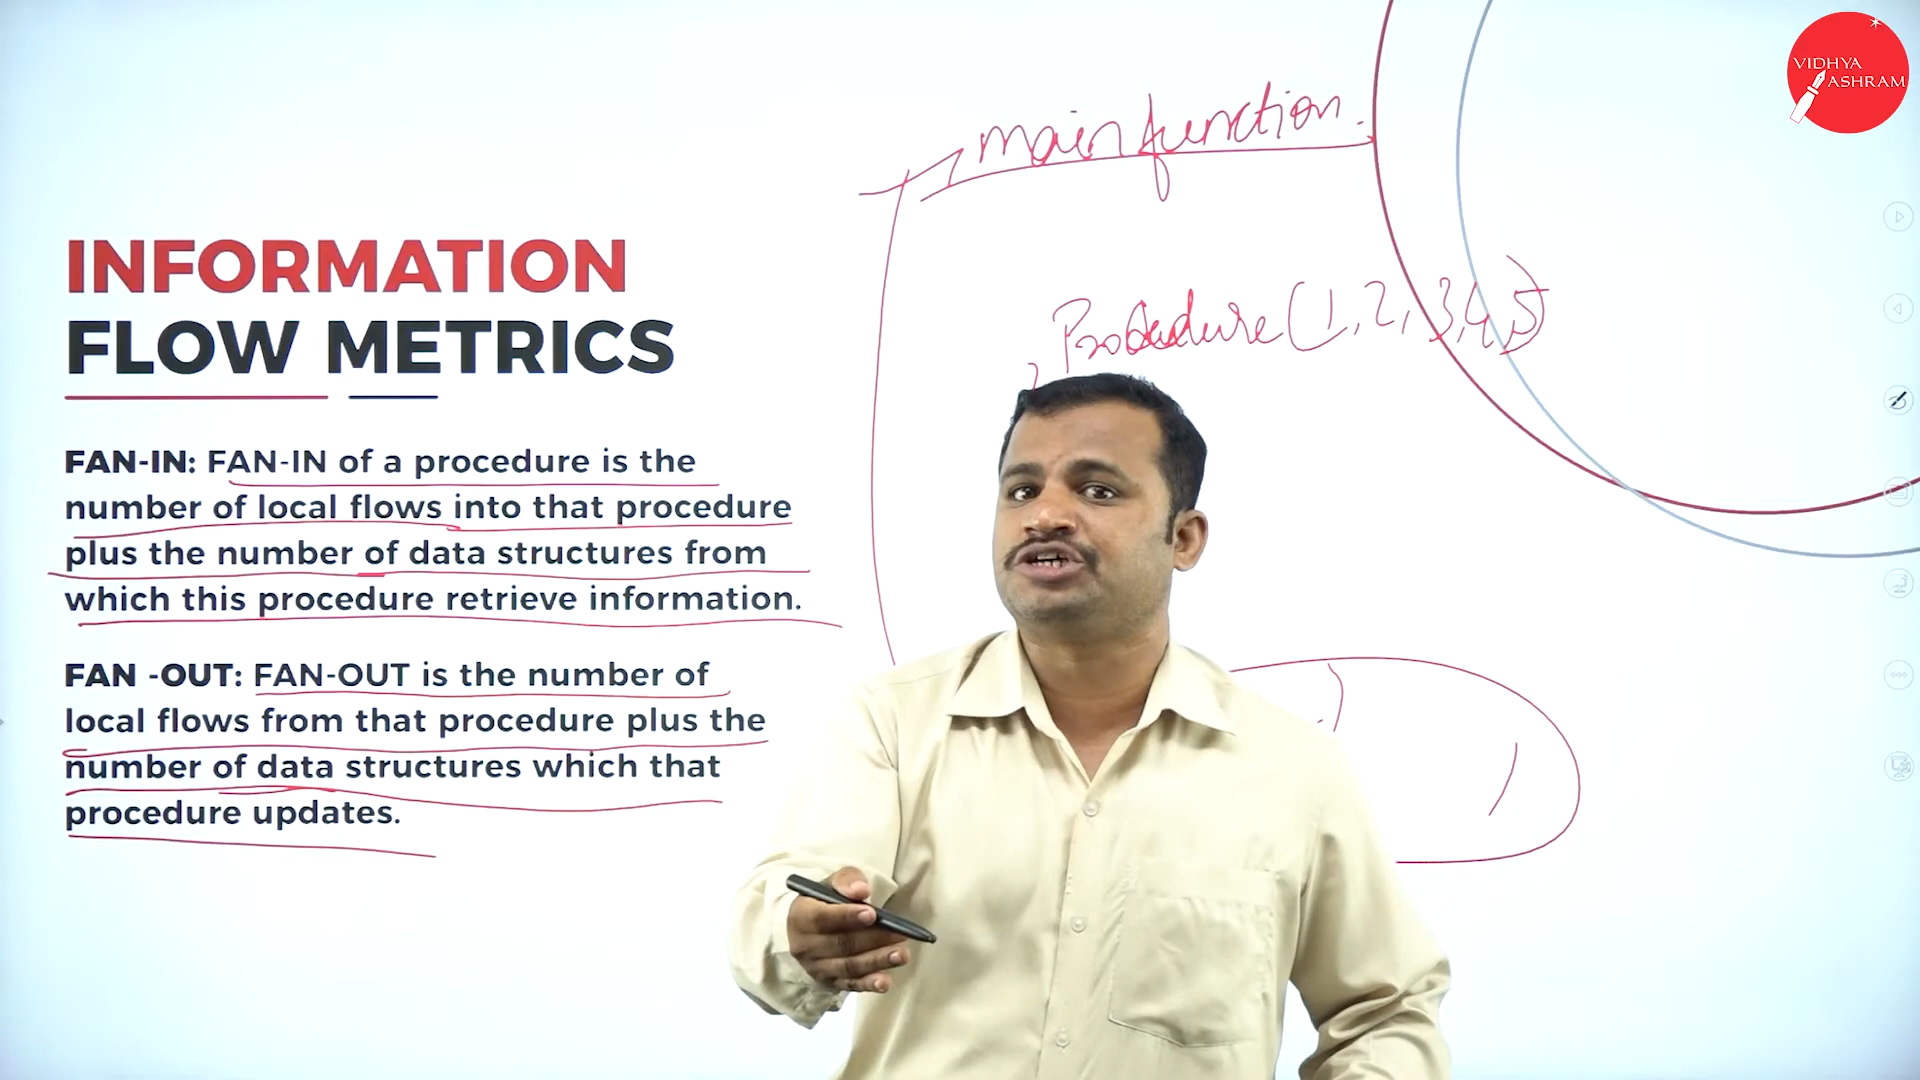 VIDHYA
ASHRAM
main function.
Procedure (1, 2, 3, 4, 5)
INFORMATION
FLOW METRICS
FAN-IN: FAN-IN of a procedure is the
number of local flows into that procedure
plus the number of data structures from
which this procedure retrieve information.
FAN -OUT: FAN-OUT is the number of
local flows from that procedure plus the
number of data structures which that
procedure updates.